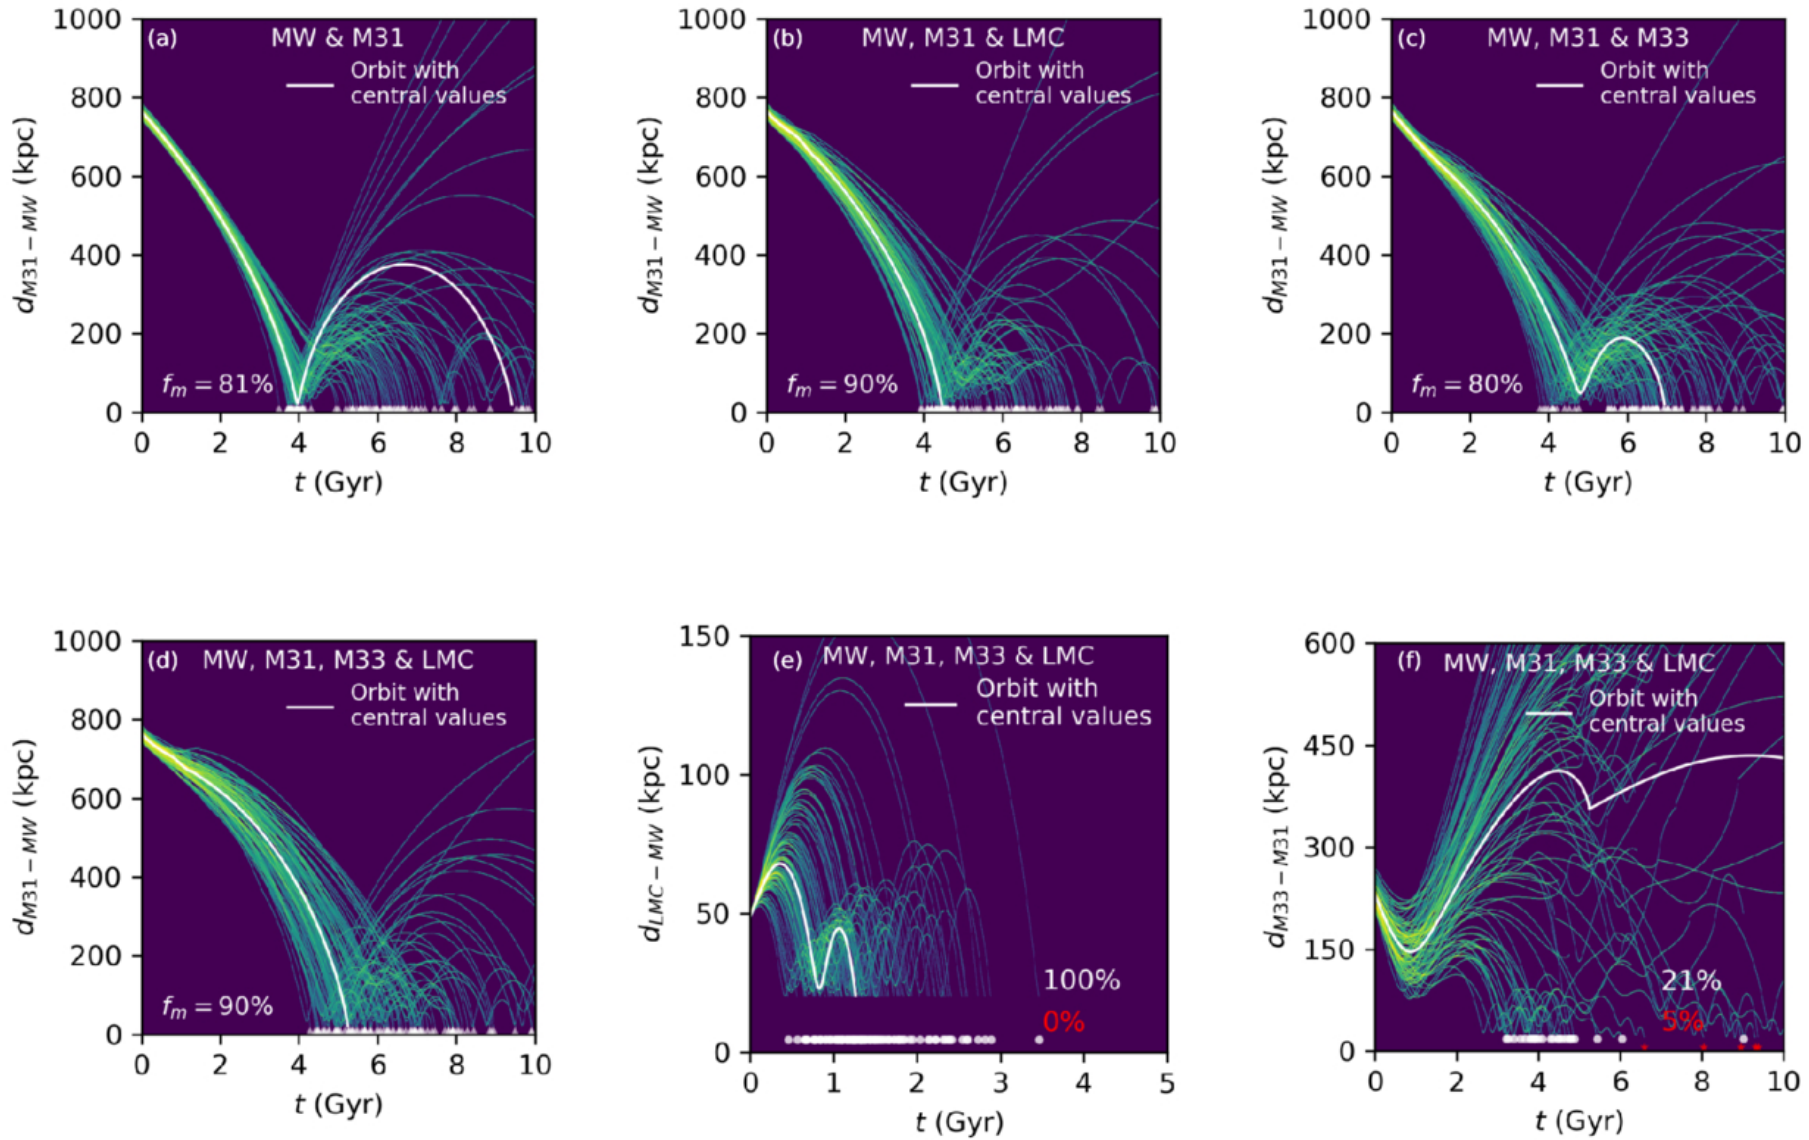 (a) MW & M31
Orbit with
central values
f_m = 81%
1000
800
600
400
200
0
0 2 4 6 8 10
d_{M31−MW} (kpc)
t (Gyr)
(b) MW, M31 & LMC
Orbit with
central values
f_m = 90%
1000
800
600
400
200
0
0 2 4 6 8 10
d_{M31−MW} (kpc)
t (Gyr)
(c) MW, M31 & M33
Orbit with
central values
f_m = 80%
1000
800
600
400
200
0
0 2 4 6 8 10
d_{M31−MW} (kpc)
t (Gyr)
(d) MW, M31, M33 & LMC
Orbit with
central values
f_m = 90%
1000
800
600
400
200
0
0 2 4 6 8 10
d_{M31−MW} (kpc)
t (Gyr)
(e) MW, M31, M33 & LMC
Orbit with
central values
100%
0%
150
100
50
0
0 1 2 3 4 5
d_{LMC−MW} (kpc)
t (Gyr)
(f) MW, M31, M33 & LMC
Orbit with
central values
21%
5%
600
450
300
150
0
0 2 4 6 8 10
d_{M33−M31} (kpc)
t (Gyr)